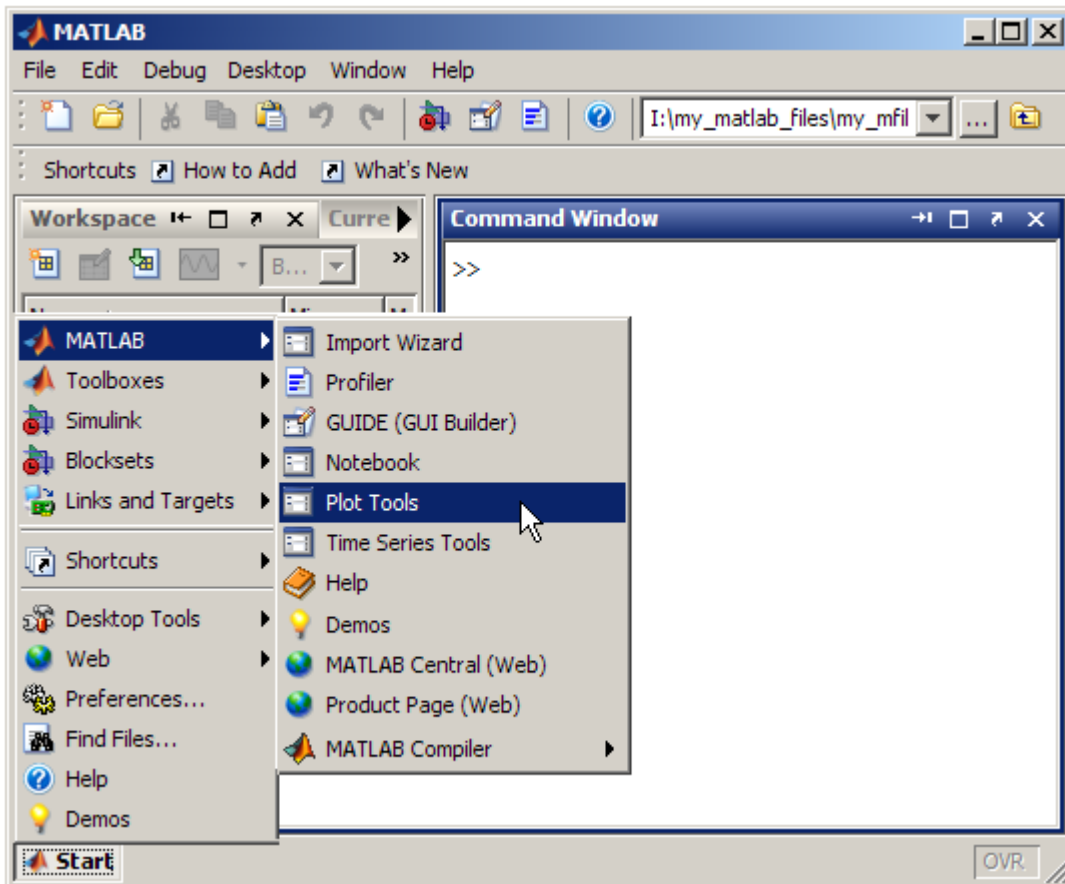 MATLAB
File Edit Debug Desktop Window Help
I:\my_matlab_files\my_mfil ...
Shortcuts How to Add What's New
Workspace Curre
Command Window
B... »
>>
MATLAB
Toolboxes
Simulink
Blocksets
Links and Targets
Shortcuts
Desktop Tools
Web
Preferences...
Find Files...
Help
Demos
Import Wizard
Profiler
GUIDE (GUI Builder)
Notebook
Plot Tools
Time Series Tools
Help
Demos
MATLAB Central (Web)
Product Page (Web)
MATLAB Compiler
Start
OVR